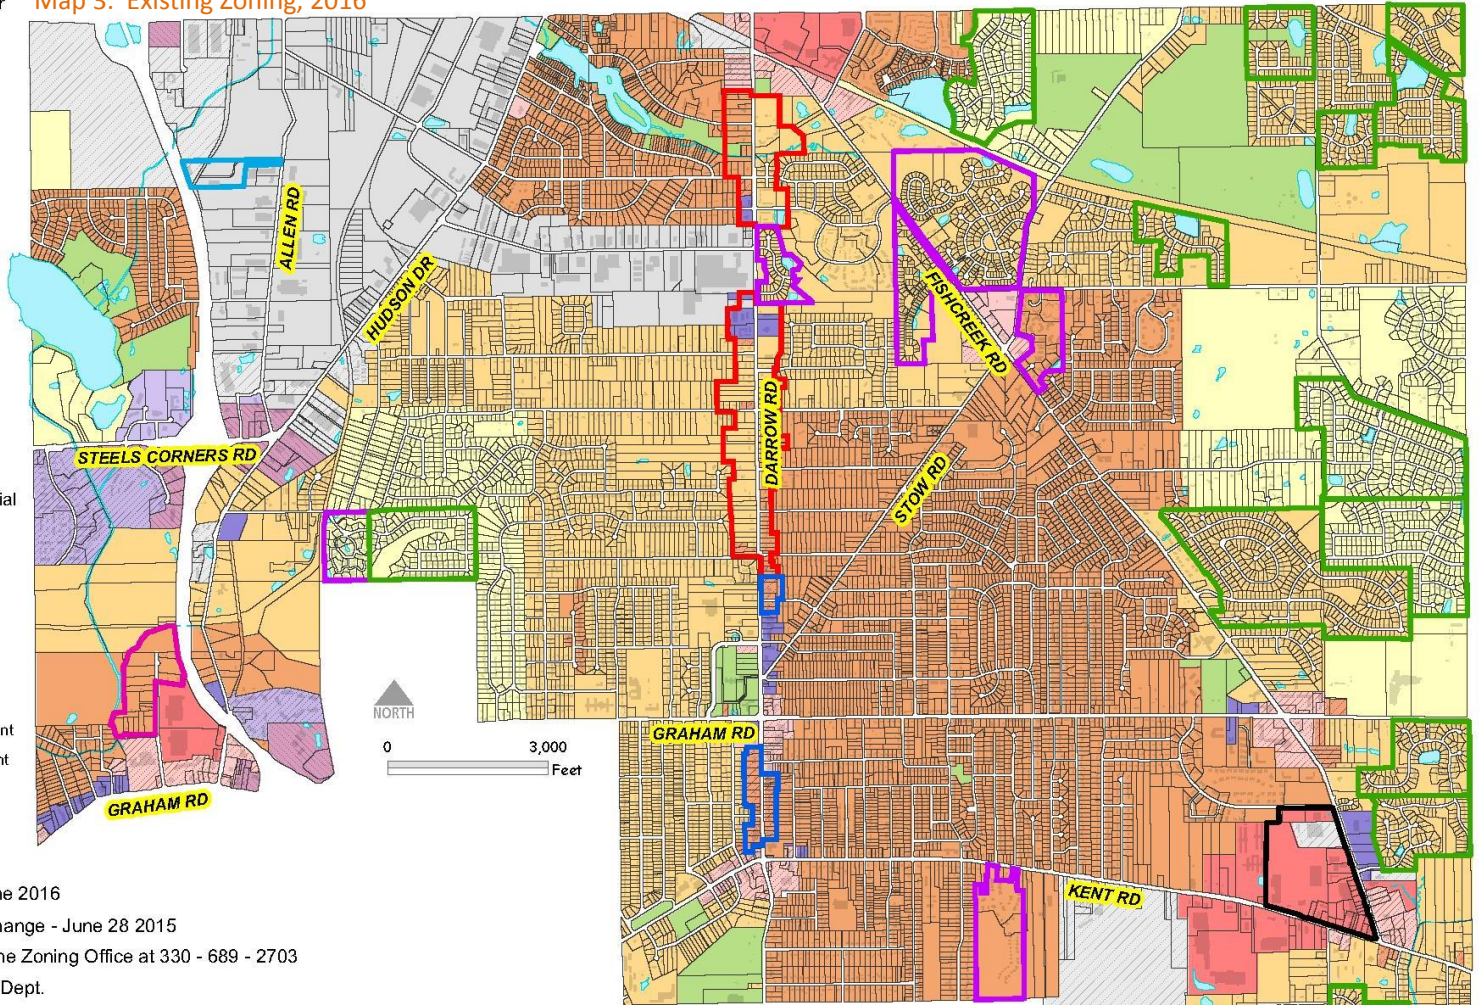 r Map 3: Existing Zoning, 2016
ALLEN RD
HUDSON DR
FISHCREEK RD
DARROW RD
STEELS CORNERS RD
STOW RD
ial
NORTH
0 3,000
Feet
nt
nt
GRAHAM RD
GRAHAM RD
KENT RD
ne 2016
hange - June 28 2015
he Zoning Office at 330 - 689 - 2703
Dept.